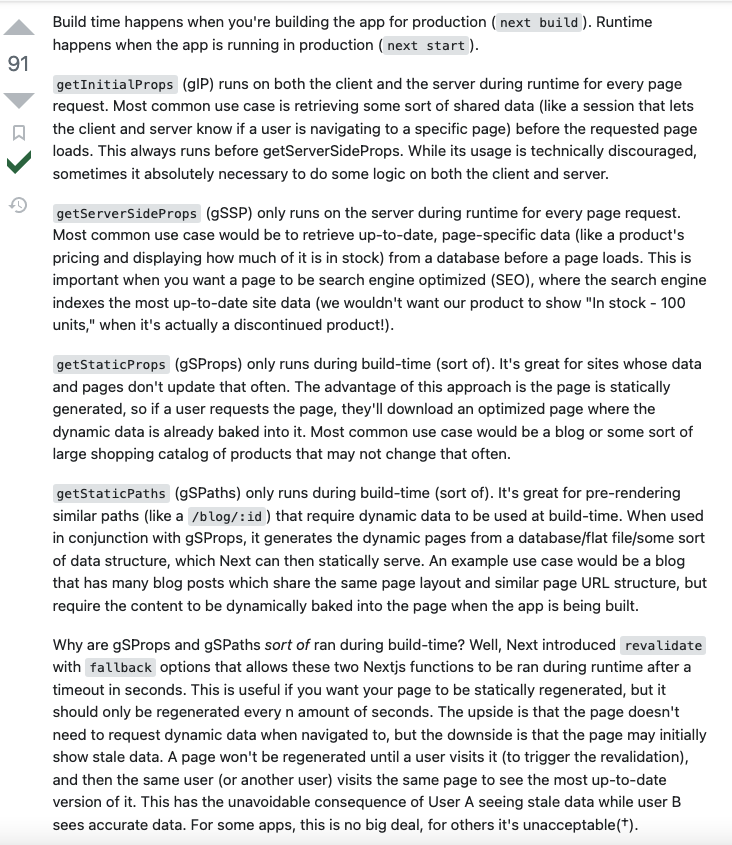 Build time happens when you're building the app for production (next build). Runtime
happens when the app is running in production (next start).
91
getInitialProps (gIP) runs on both the client and the server during runtime for every page
request. Most common use case is retrieving some sort of shared data (like a session that lets
the client and server know if a user is navigating to a specific page) before the requested page
loads. This always runs before getServerSideProps. While its usage is technically discouraged,
sometimes it absolutely necessary to do some logic on both the client and server.
getServerSideProps (gSSP) only runs on the server during runtime for every page request.
Most common use case would be to retrieve up-to-date, page-specific data (like a product's
pricing and displaying how much of it is in stock) from a database before a page loads. This is
important when you want a page to be search engine optimized (SEO), where the search engine
indexes the most up-to-date site data (we wouldn't want our product to show "In stock - 100
units," when it's actually a discontinued product!).
getStaticProps (gSProps) only runs during build-time (sort of). It's great for sites whose data
and pages don't update that often. The advantage of this approach is the page is statically
generated, so if a user requests the page, they'll download an optimized page where the
dynamic data is already baked into it. Most common use case would be a blog or some sort of
large shopping catalog of products that may not change that often.
getStaticPaths (gSPaths) only runs during build-time (sort of). It's great for pre-rendering
similar paths (like a /blog/:id) that require dynamic data to be used at build-time. When used
in conjunction with gSProps, it generates the dynamic pages from a database/flat file/some sort
of data structure, which Next can then statically serve. An example use case would be a blog
that has many blog posts which share the same page layout and similar page URL structure, but
require the content to be dynamically baked into the page when the app is being built.
Why are gSProps and gSPaths sort of ran during build-time? Well, Next introduced revalidate
with fallback options that allows these two Nextjs functions to be ran during runtime after a
timeout in seconds. This is useful if you want your page to be statically regenerated, but it
should only be regenerated every n amount of seconds. The upside is that the page doesn't
need to request dynamic data when navigated to, but the downside is that the page may initially
show stale data. A page won't be regenerated until a user visits it (to trigger the revalidation),
and then the same user (or another user) visits the same page to see the most up-to-date
version of it. This has the unavoidable consequence of User A seeing stale data while user B
sees accurate data. For some apps, this is no big deal, for others it's unacceptable(†).